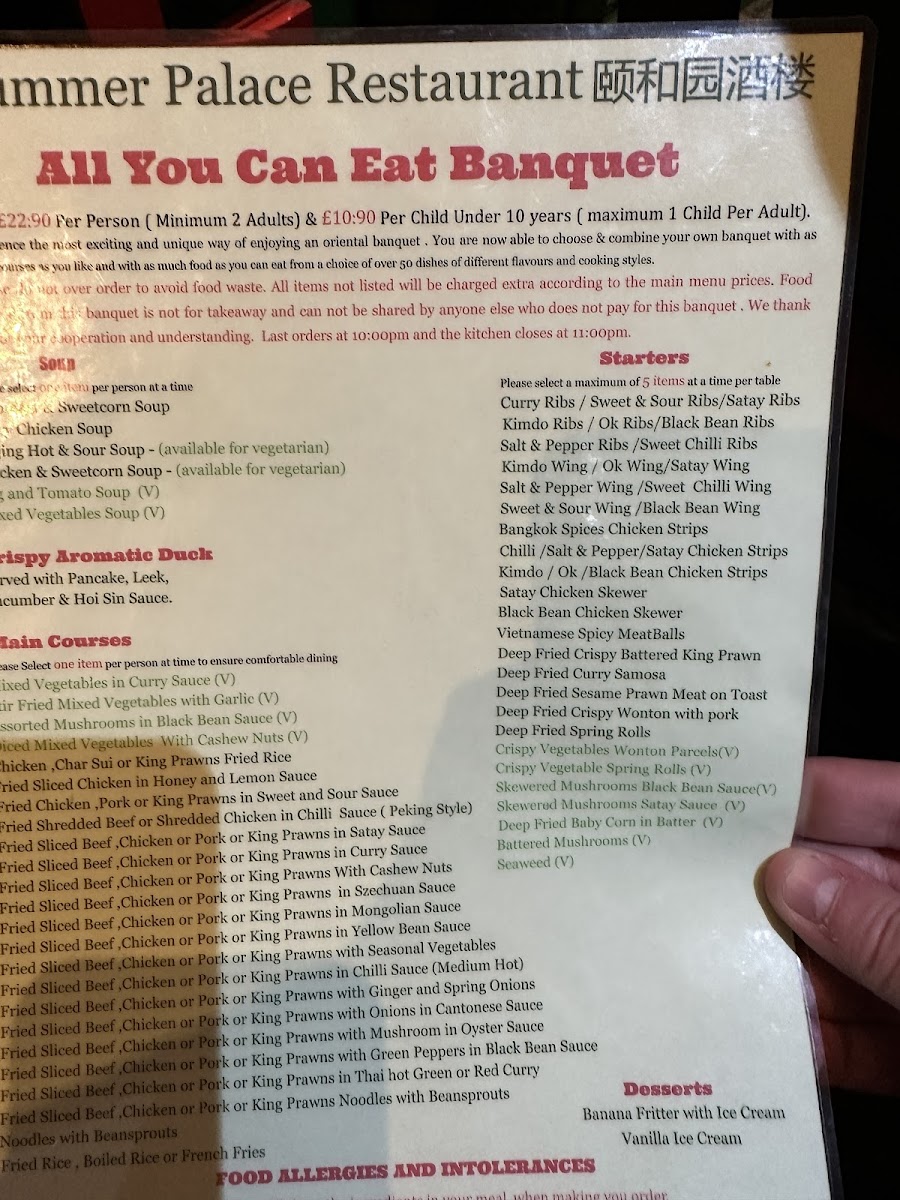 ummer Palace Restaurant 颐和园酒楼
All You Can Eat Banquet
£22:90 Per Person ( Minimum 2 Adults) & £10:90 Per Child Under 10 years ( maximum 1 Child Per Adult).
ence the most exciting and unique way of enjoying an oriental banquet . You are now able to choose & combine your own banquet with as
ourses as you like and with as much food as you can eat from a choice of over 50 dishes of different flavours and cooking styles.
not over order to avoid food waste. All items not listed will be charged extra according to the main menu prices. Food
this banquet is not for takeaway and can not be shared by anyone else who does not pay for this banquet . We thank
your cooperation and understanding. Last orders at 10:00pm and the kitchen closes at 11:00pm.
Soup
select one item per person at a time
& Sweetcorn Soup
Chicken Soup
ing Hot & Sour Soup - (available for vegetarian)
cken & Sweetcorn Soup - (available for vegetarian)
and Tomato Soup (V)
xed Vegetables Soup (V)
rispy Aromatic Duck
rved with Pancake, Leek,
cumber & Hoi Sin Sauce.
Main Courses
ease Select one item per person at time to ensure comfortable dining
ixed Vegetables in Curry Sauce (V)
tir Fried Mixed Vegetables with Garlic (V)
ssorted Mushrooms in Black Bean Sauce (V)
Diced Mixed Vegetables With Cashew Nuts (V)
Chicken ,Char Sui or King Prawns Fried Rice
Fried Sliced Chicken in Honey and Lemon Sauce
Fried Chicken ,Pork or King Prawns in Sweet and Sour Sauce
Fried Shredded Beef or Shredded Chicken in Chilli Sauce ( Peking Style)
Fried Sliced Beef ,Chicken or Pork or King Prawns in Satay Sauce
Fried Sliced Beef ,Chicken or Pork or King Prawns in Curry Sauce
Fried Sliced Beef ,Chicken or Pork or King Prawns With Cashew Nuts
Fried Sliced Beef ,Chicken or Pork or King Prawns in Szechuan Sauce
Fried Sliced Beef ,Chicken or Pork or King Prawns in Mongolian Sauce
Fried Sliced Beef ,Chicken or Pork or King Prawns in Yellow Bean Sauce
Fried Sliced Beef ,Chicken or Pork or King Prawns with Seasonal Vegetables
Fried Sliced Beef ,Chicken or Pork or King Prawns in Chilli Sauce (Medium Hot)
Fried Sliced Beef ,Chicken or Pork or King Prawns with Ginger and Spring Onions
Fried Sliced Beef ,Chicken or Pork or King Prawns with Onions in Cantonese Sauce
Fried Sliced Beef ,Chicken or Pork or King Prawns with Mushroom in Oyster Sauce
Fried Sliced Beef ,Chicken or Pork or King Prawns with Green Peppers in Black Bean Sauce
Fried Sliced Beef ,Chicken or Pork or King Prawns in Thai hot Green or Red Curry
Fried Sliced Beef ,Chicken or Pork or King Prawns Noodles with Beansprouts
Noodles with Beansprouts
Fried Rice , Boiled Rice or French Fries
Starters
Please select a maximum of 5 items at a time per table
Curry Ribs / Sweet & Sour Ribs/Satay Ribs
Kimdo Ribs / Ok Ribs/Black Bean Ribs
Salt & Pepper Ribs /Sweet Chilli Ribs
Kimdo Wing / Ok Wing/Satay Wing
Salt & Pepper Wing /Sweet Chilli Wing
Sweet & Sour Wing /Black Bean Wing
Bangkok Spices Chicken Strips
Chilli /Salt & Pepper/Satay Chicken Strips
Kimdo / Ok /Black Bean Chicken Strips
Satay Chicken Skewer
Black Bean Chicken Skewer
Vietnamese Spicy MeatBalls
Deep Fried Crispy Battered King Prawn
Deep Fried Curry Samosa
Deep Fried Sesame Prawn Meat on Toast
Deep Fried Crispy Wonton with pork
Deep Fried Spring Rolls
Crispy Vegetables Wonton Parcels(V)
Crispy Vegetable Spring Rolls (V)
Skewered Mushrooms Black Bean Sauce(V)
Skewered Mushrooms Satay Sauce (V)
Deep Fried Baby Corn in Batter (V)
Battered Mushrooms (V)
Seaweed (V)
Desserts
Banana Fritter with Ice Cream
Vanilla Ice Cream
FOOD ALLERGIES AND INTOLERANCES
ingredients in your meal, when making you order